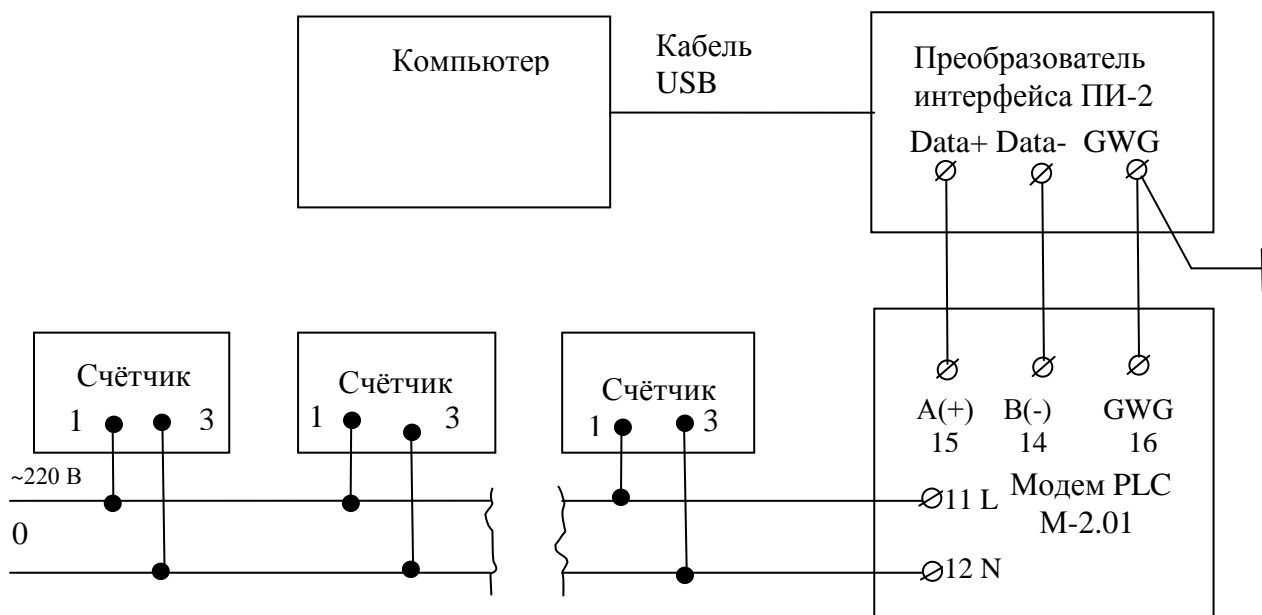 Компьютер
Кабель
USB
Преобразователь
интерфейса ПИ-2
Data+ Data- GWG
Счётчик
1 3
Счётчик
1 3
Счётчик
1 3
A(+) B(-) GWG
15 14 16
~220 В
11 L
Модем PLC
М-2.01
0
12 N